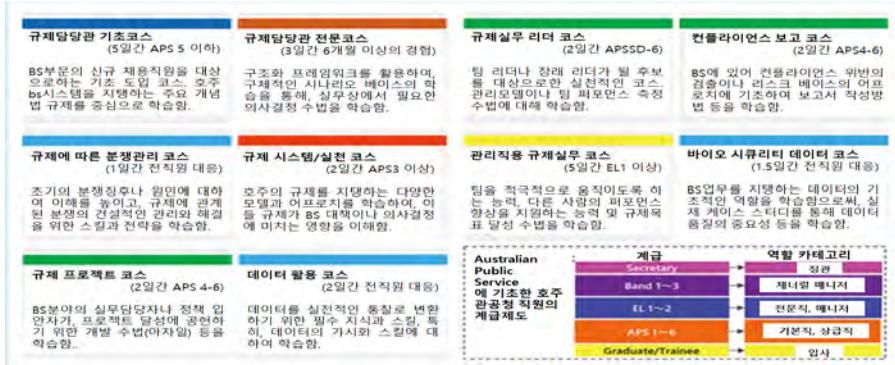 규제담당관 기초코스
(5일간 APS 5 이하)
BS부문의 신규 채용직원을 대상
으로하는 기초 도입 코스. 호주
bs시스템을 지탱하는 주요 개념
법 규제를 중심으로 학습함.
규제담당관 전문코스
(3일간 6개월 이상의 경험)
구조화 프레임워크를 활용하며,
구체적인 시나리오 베이스의 학
습을 통해, 실무상에서 필요한
의사결정 수법을 학습함.
규제실무 리더 코스
(2일간 APSSD-6)
팀 리더나 장래 리더가 될 후보
를 대상으로한 실천적인 코스.
관리모델이나 팀 퍼포먼스 측정
수법에 대해 학습함.
컨플라이언스 보고 코스
(2일간 APS4-6)
BS에 있어 컨플라이언스 위반의
검출이나 리스크 베이스의 어프
로치에 기초하여 보고서 작성방
법 등을 학습함.
규제에 따른 분쟁관리 코스
(1일간 전직원 대응)
조기의 분쟁징후나 원인에 대하
여 이해를 높이고, 규제에 관계
된 분쟁의 건설적인 관리와 해결
을 위한 스킬과 전략을 학습함.
규제 시스템/실천 코스
(2일간 APS3 이상)
호주의 규제를 지탱하는 다양한
모델과 어프로치를 학습하여, 이
들 규제가 BS 대책이나 의사결정
에 미치는 영향을 이해함.
관리직용 규제실무 코스
(5일간 EL1 이상)
팀을 적극적으로 움직이도록 하
는 능력, 다른 사람의 퍼포먼스
향상을 지원하는 능력 및 규제목
표 달성 수법을 학습함.
바이오 시큐리티 데이터 코스
(1.5일간 전직원 대응)
BS업무를 지탱하는 데이터의 기
초적인 역할을 학습함으로써, 실
제 케이스 스터디를 통해 데이터
품질의 중요성 등을 학습함.
규제 프로젝트 코스
(2일간 APS 4-6)
BS분야의 실무담당자나 정책 입
안자가, 프로젝트 달성에 공헌하
기 위한 개발 수법(아자일) 등을
학습함..
데이터 활용 코스
(2일간 전직원 대응)
데이터를 실천적인 통찰로 변환
하기 위한 필수 지식과 스킬, 특
히, 데이터의 가시화 스킬에 대
하여 학습함.
Australian
Public
Service
에 기초한 호주
관공청 직원의
계급제도
계급
역할 카테고리
Secretary
장관
Band 1~3
제너럴 매니저
EL 1~2
전문직, 매니저
APS 1~6
기본직, 상급직
Graduate/Trainee
입사